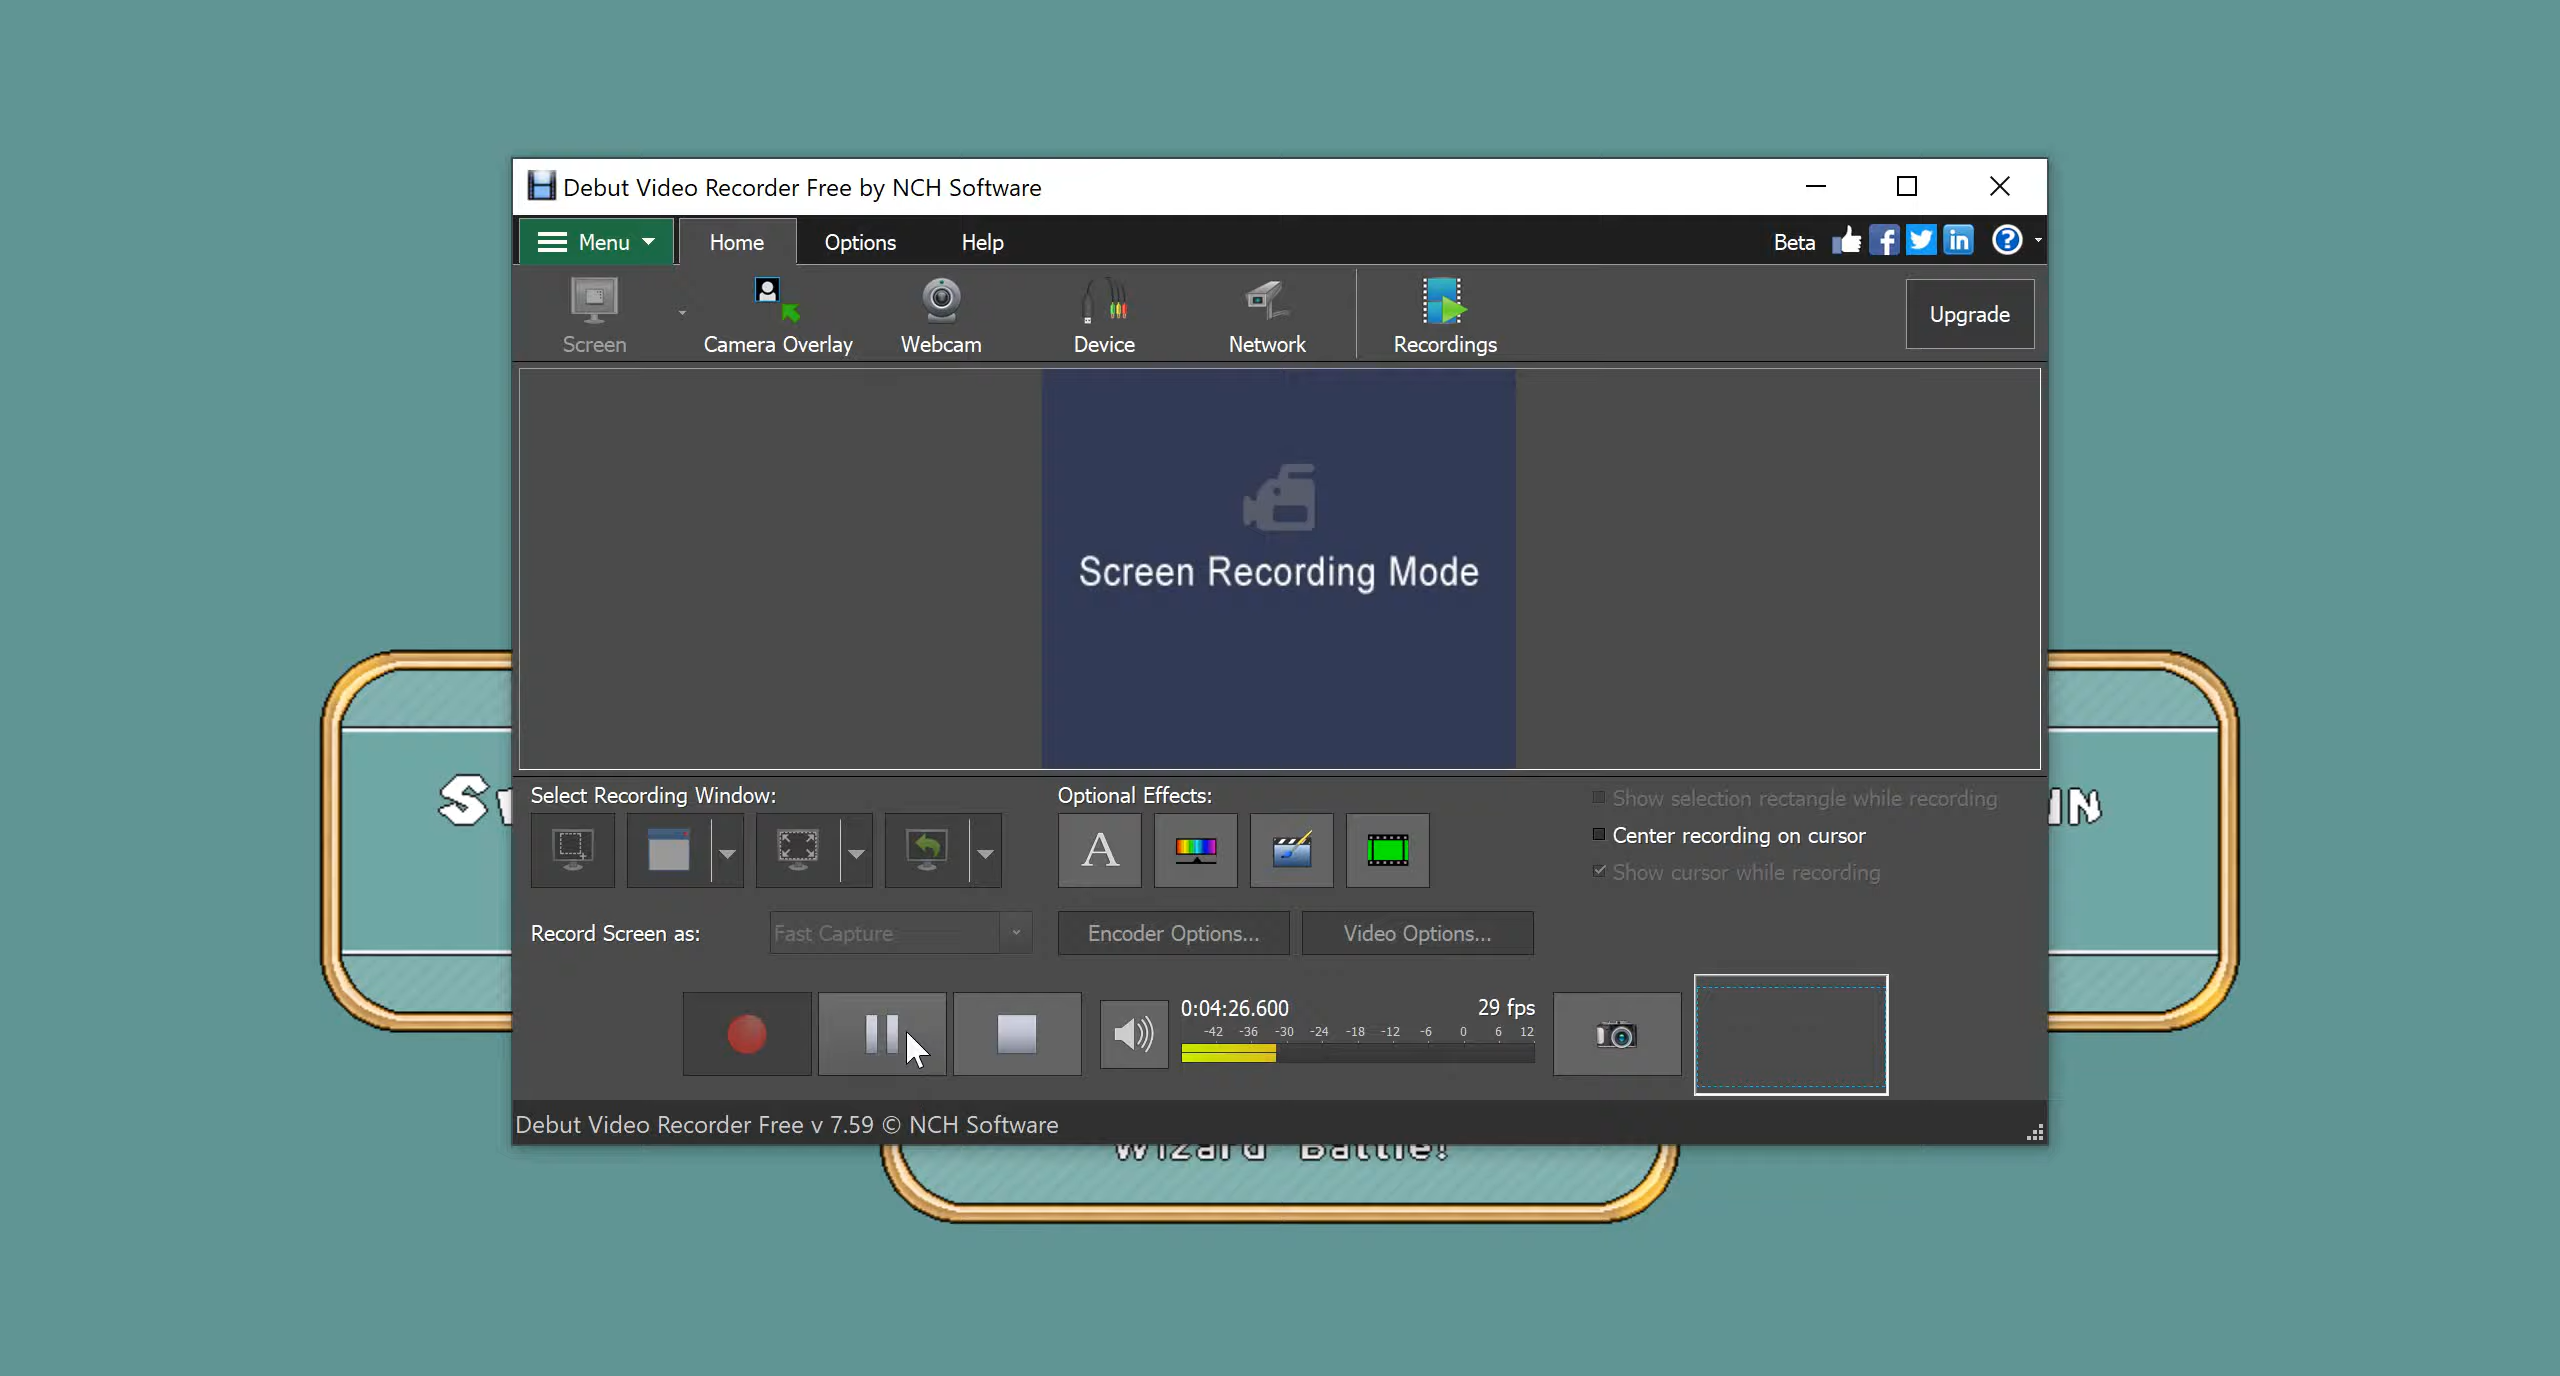 Debut Video Recorder Free by NCH Software
Menu Home Options Help Beta
Screen Camera Overlay Webcam Device Network Recordings Upgrade
Screen Recording Mode
Select Recording Window: Optional Effects:
Show selection rectangle while recording
Center recording on cursor
Show cursor while recording
Record Screen as: Fast Capture Encoder Options... Video Options...
0:04:26.600 29 fps
-42 -36 -30 -24 -18 -12 -6 0 6 12
Debut Video Recorder Free v 7.59 © NCH Software
Wizard Battle!